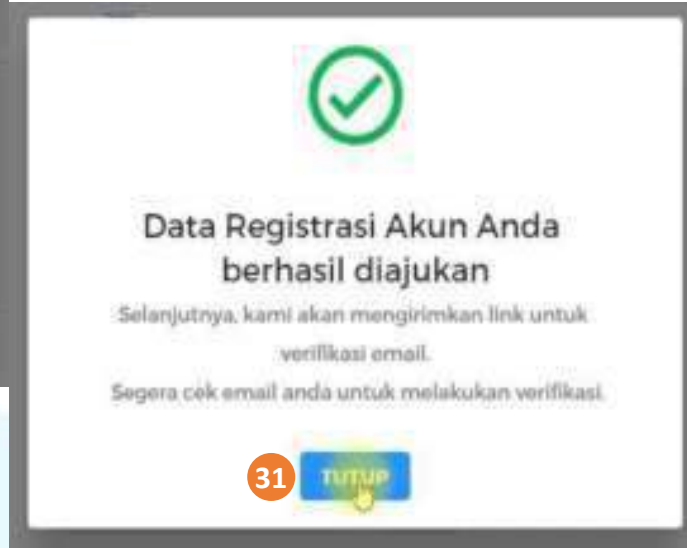 Data Registrasi Akun Anda
berhasil diajukan
Selanjutnya, kami akan mengirimkan link untuk
verifikasi email.
Segera cek email anda untuk melakukan verifikasi.
31 TUTUP